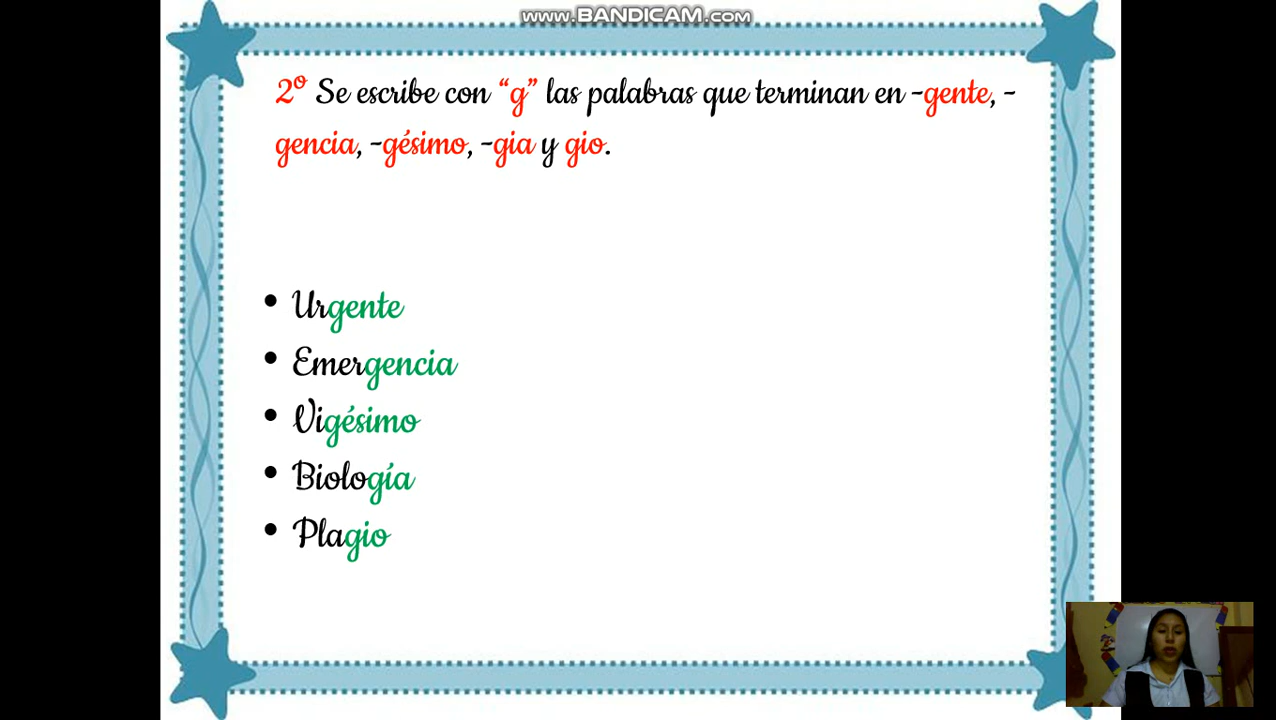 www.BANDICAM.com
2º Se escribe con “g” las palabras que terminan en -gente, -
gencia, -gésimo, -gia y gio.
• Urgente
• Emergencia
• Vigésimo
• Biología
• Plagio